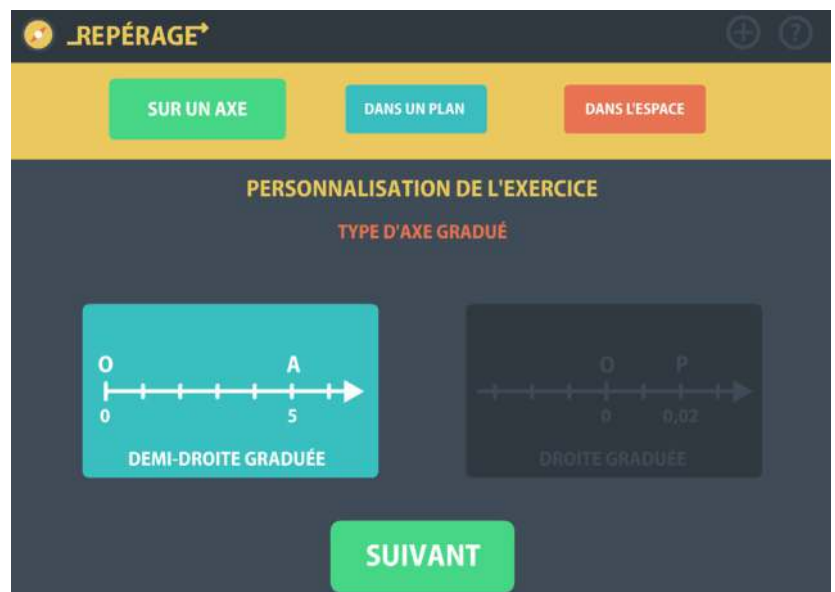 REPÉRAGE
+ ?
SUR UN AXE DANS UN PLAN DANS L'ESPACE
PERSONNALISATION DE L'EXERCICE
TYPE D'AXE GRADUÉ
O A
0 5
DEMI-DROITE GRADUÉE
O P
0 0,02
DROITE GRADUÉE
SUIVANT